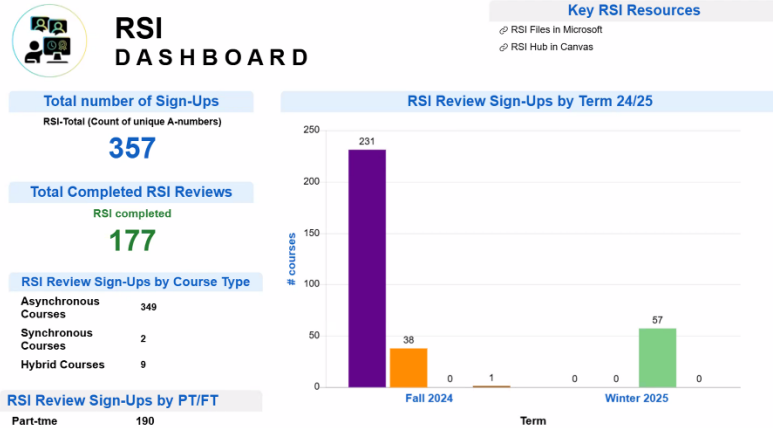 RSI
DASHBOARD
Key RSI Resources
RSI Files in Microsoft
RSI Hub in Canvas
Total number of Sign-Ups
RSI-Total (Count of unique A-numbers)
357
Total Completed RSI Reviews
RSI completed
177
RSI Review Sign-Ups by Course Type
Asynchronous
Courses
349
Synchronous
Courses
2
Hybrid Courses 9
RSI Review Sign-Ups by PT/FT
Part-tme 190
RSI Review Sign-Ups by Term 24/25
# courses
250
200
150
100
50
0
231
38
0
1
0
0
57
0
Fall 2024
Winter 2025
Term